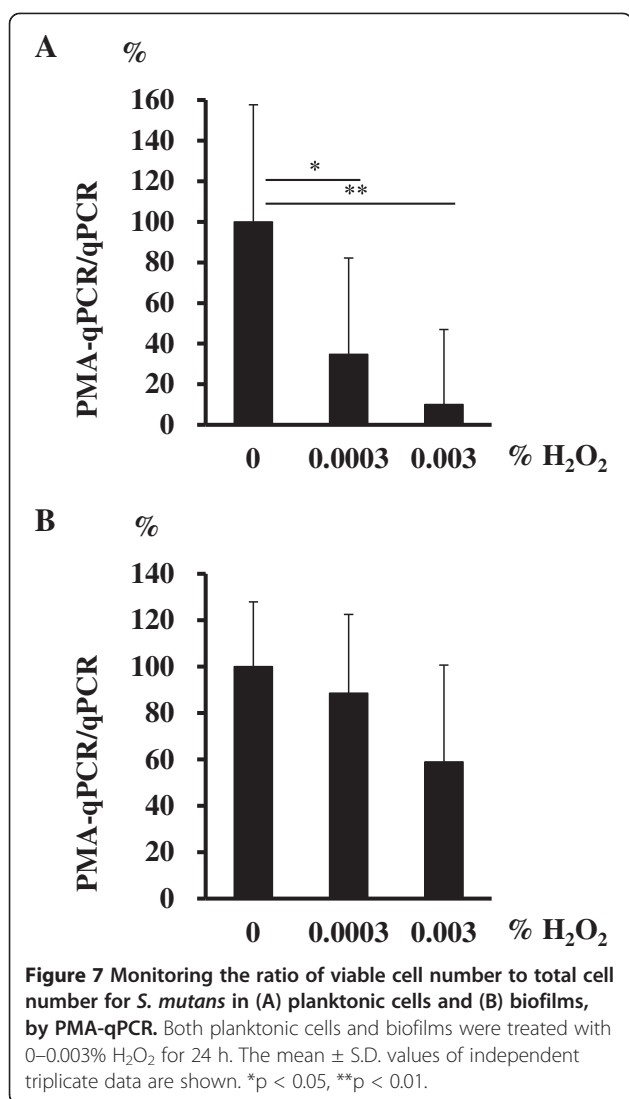 A
%
160
140
120
100
80
60
40
20
0
PMA-qPCR/qPCR
*
**
0 0.0003 0.003 % H₂O₂
B
%
140
120
100
80
60
40
20
0
PMA-qPCR/qPCR
0 0.0003 0.003 % H₂O₂
Figure 7 Monitoring the ratio of viable cell number to total cell
number for S. mutans in (A) planktonic cells and (B) biofilms,
by PMA-qPCR. Both planktonic cells and biofilms were treated with
0–0.003% H₂O₂ for 24 h. The mean ± S.D. values of independent
triplicate data are shown. *p < 0.05, **p < 0.01.